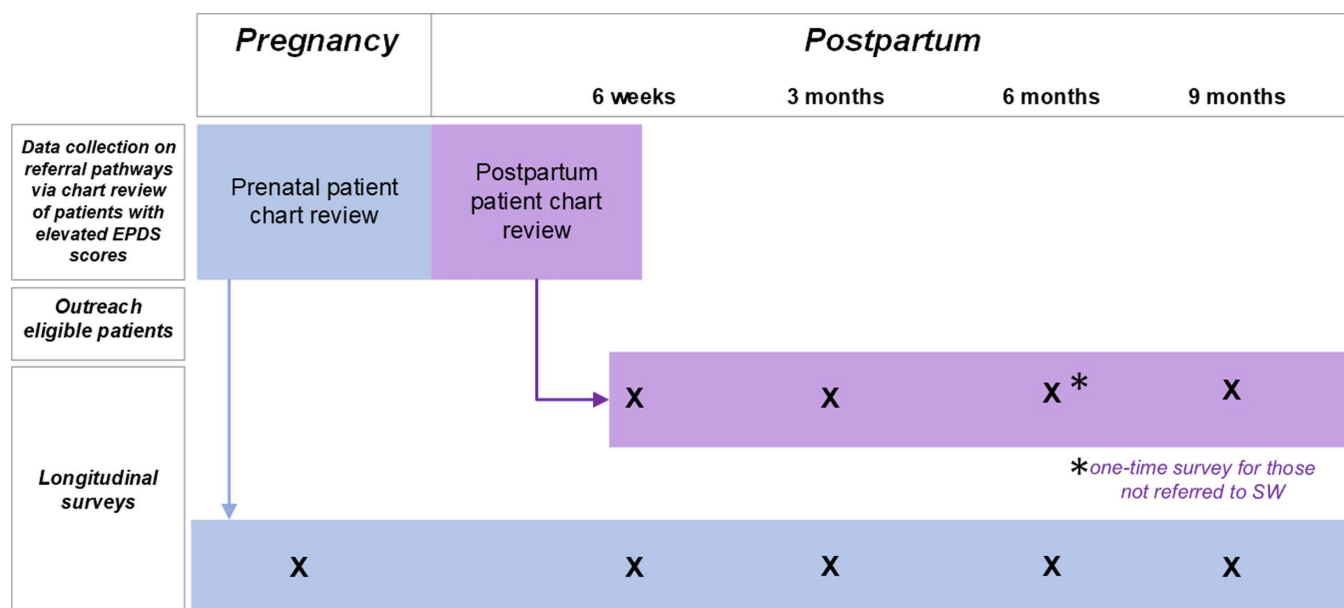 Pregnancy
Postpartum
6 weeks
3 months
6 months
9 months
Data collection on
referral pathways
via chart review
of patients with
elevated EPDS
scores
Prenatal patient
chart review
Postpartum
patient chart
review
Outreach
eligible patients
Longitudinal
surveys
X
X
X*
X
*one-time survey for those
not referred to SW
X
X
X
X
X